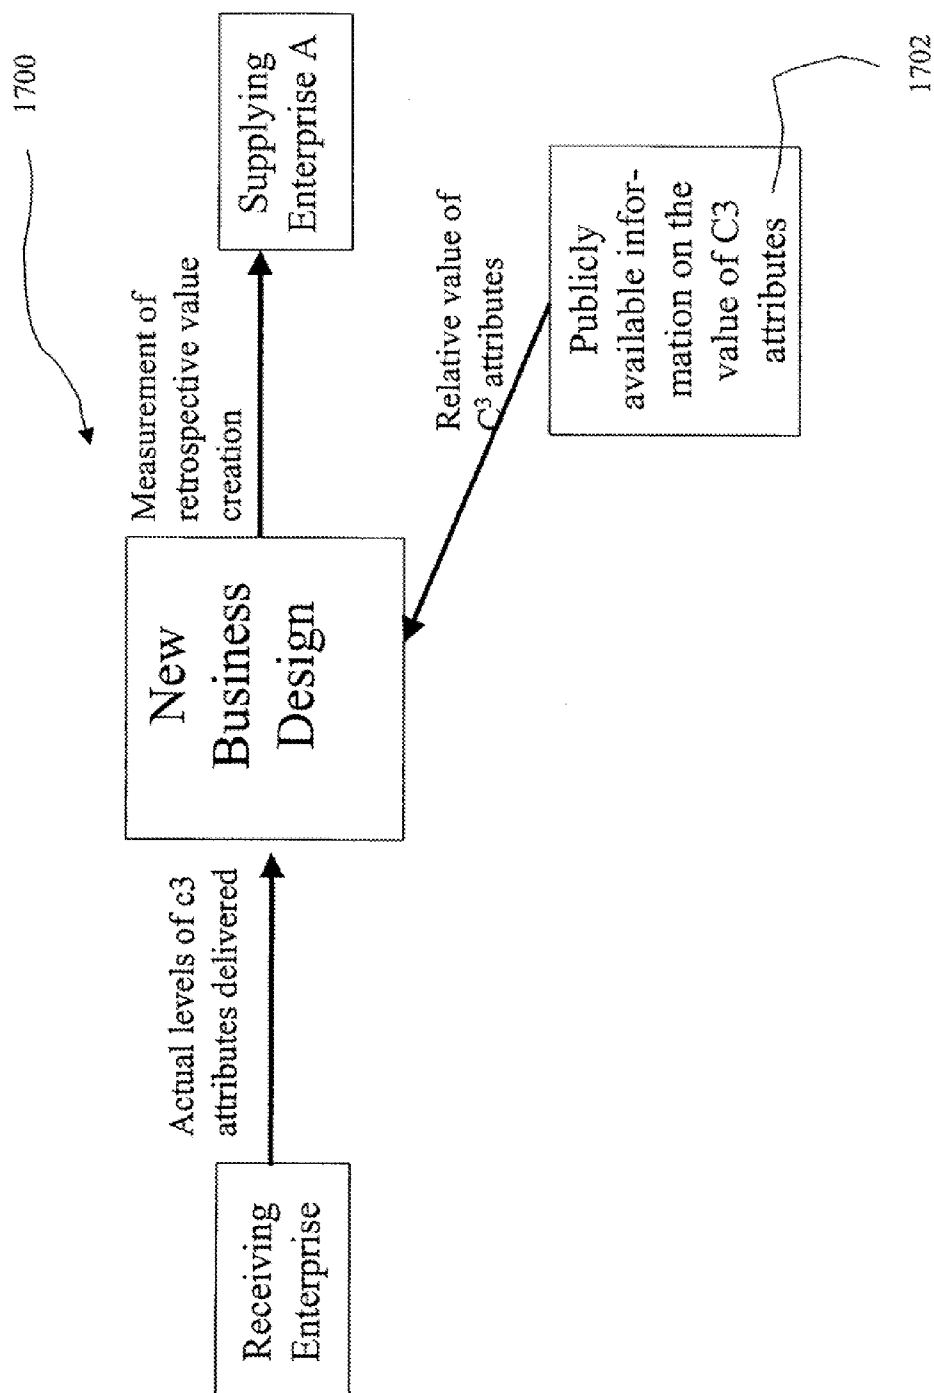 1700
Receiving
Enterprise
Actual levels of c3
attributes delivered
New
Business
Design
Measurement of
retrospective value
creation
Supplying
Enterprise A
Relative value of
C³ attributes
Publicly
available infor-
mation on the
value of C3
attributes
1702